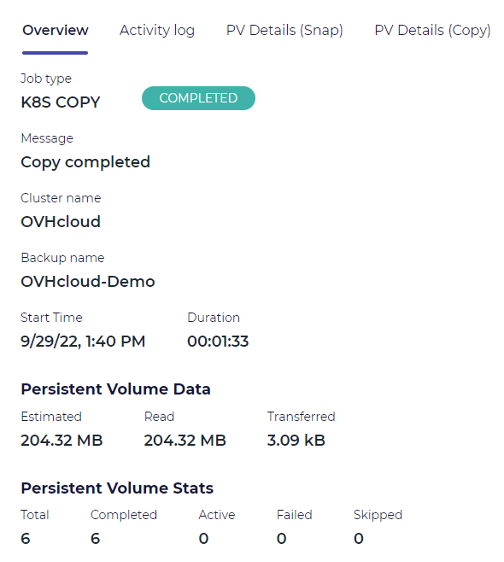 Overview Activity log PV Details (Snap) PV Details (Copy)
Job type
K8S COPY COMPLETED
Message
Copy completed
Cluster name
OVHcloud
Backup name
OVHcloud-Demo
Start Time Duration
9/29/22, 1:40 PM 00:01:33
Persistent Volume Data
Estimated Read Transferred
204.32 MB 204.32 MB 3.09 kB
Persistent Volume Stats
Total Completed Active Failed Skipped
6 6 0 0 0